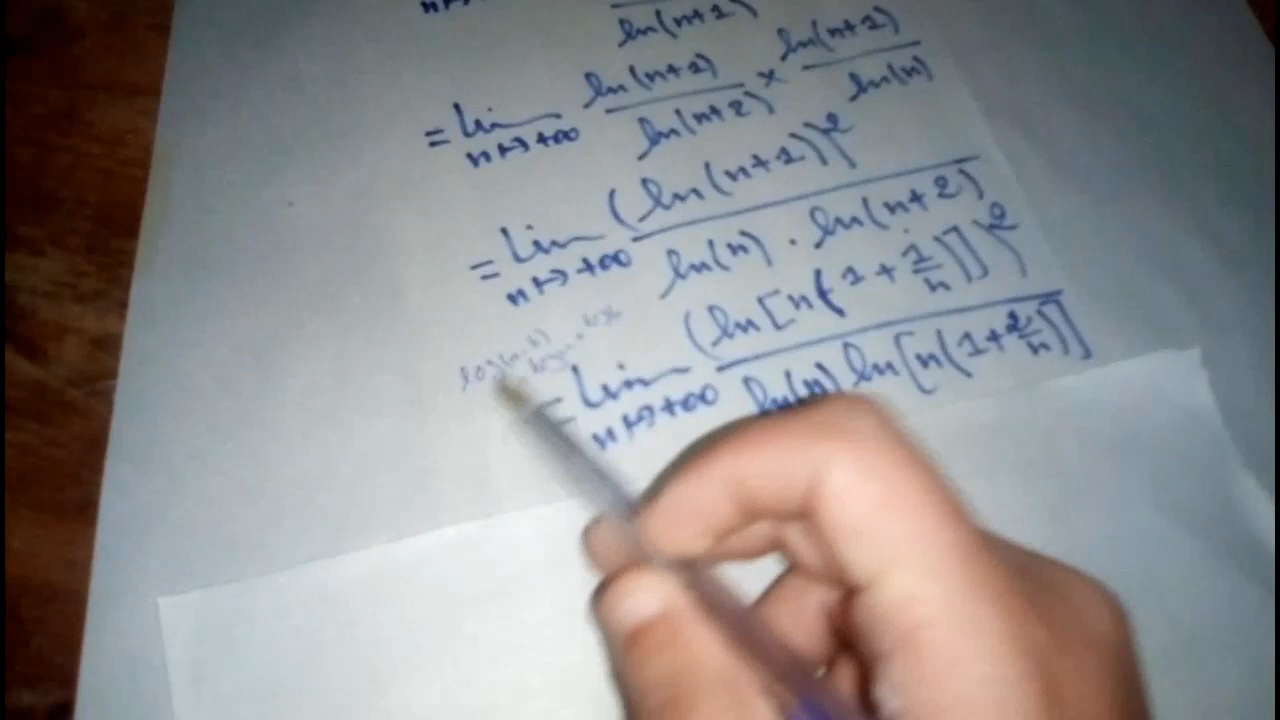 n↦
ln(n+2)
= lim n↦+∞ ln(n+1)/ln(n+2) × ln(n+1)/ln(n)
= lim n↦+∞ (ln(n+1))²/ln(n) · ln(n+2)
= lim n↦+∞ (ln[n(1+1/n)])²/ln(n) ln[n(1+2/n)]